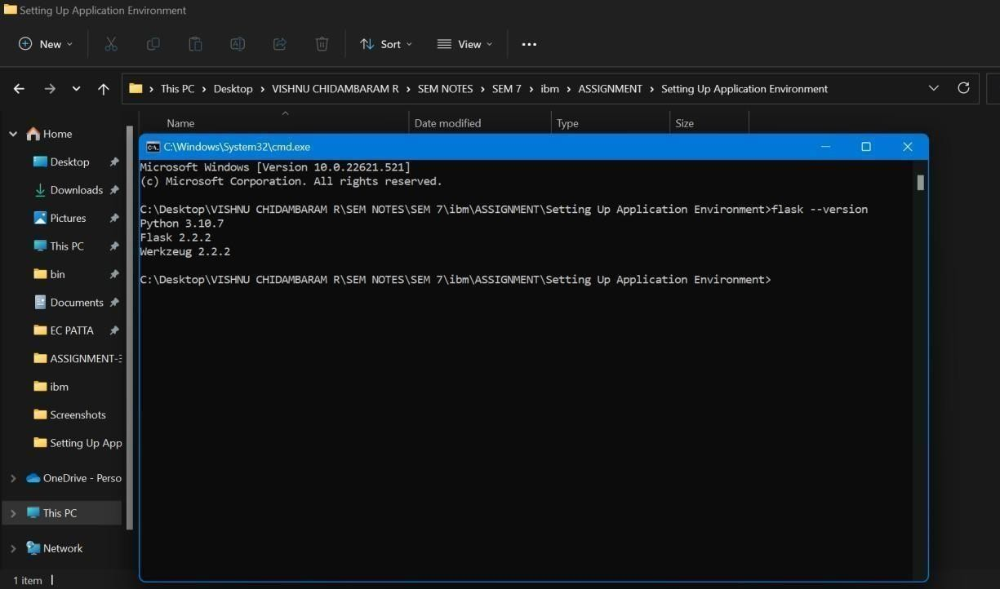 Setting Up Application Environment
New
Sort
View
This PC > Desktop > VISHNU CHIDAMBARAM R > SEM NOTES > SEM 7 > ibm > ASSIGNMENT > Setting Up Application Environment
Name Date modified Type Size
Home
Desktop
Downloads
Pictures
This PC
bin
Documents
EC PATTA
ASSIGNMENT-3
ibm
Screenshots
Setting Up App
OneDrive - Perso
This PC
Network
1 item
C:\Windows\System32\cmd.exe
Microsoft Windows [Version 10.0.22621.521]
(c) Microsoft Corporation. All rights reserved.
C:\Desktop\VISHNU CHIDAMBARAM R\SEM NOTES\SEM 7\ibm\ASSIGNMENT\Setting Up Application Environment>flask --version
Python 3.10.7
Flask 2.2.2
Werkzeug 2.2.2
C:\Desktop\VISHNU CHIDAMBARAM R\SEM NOTES\SEM 7\ibm\ASSIGNMENT\Setting Up Application Environment>